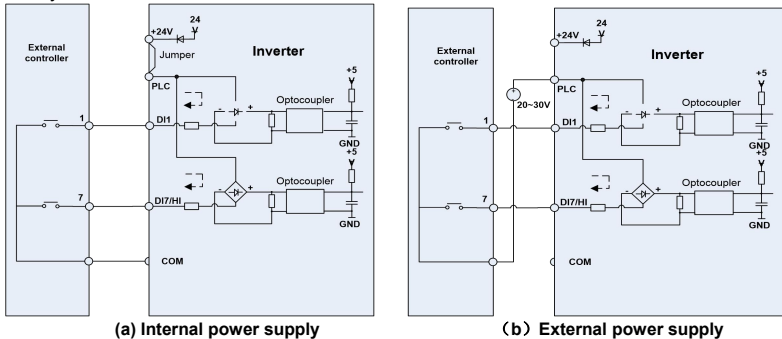 24
+24V
External
controller
Jumper
Inverter
PLC
+5
- +
Optocoupler
1
DI1
GND
+5
Optocoupler
- +
7
DI7/HI
GND
COM
(a) Internal power supply
24
+24V
External
controller
Inverter
PLC
+5
20~30V
- +
Optocoupler
1
DI1
GND
+5
Optocoupler
- +
7
DI7/HI
GND
COM
(b) External power supply